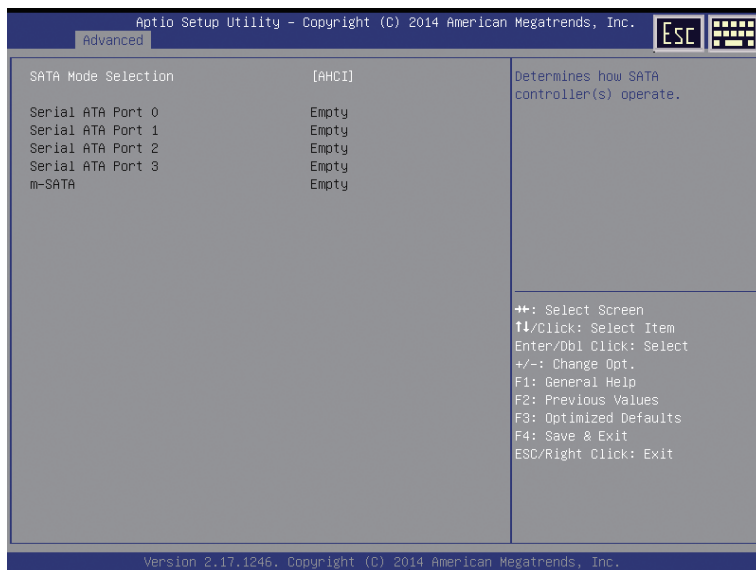 Aptio Setup Utility – Copyright (C) 2014 American Megatrends, Inc.
Esc
Advanced
SATA Mode Selection [AHCI]
Serial ATA Port 0 Empty
Serial ATA Port 1 Empty
Serial ATA Port 2 Empty
Serial ATA Port 3 Empty
m-SATA Empty
Determines how SATA
controller(s) operate.
→←: Select Screen
↑↓/Click: Select Item
Enter/Dbl Click: Select
+/-: Change Opt.
F1: General Help
F2: Previous Values
F3: Optimized Defaults
F4: Save & Exit
ESC/Right Click: Exit
Version 2.17.1246. Copyright (C) 2014 American Megatrends, Inc.